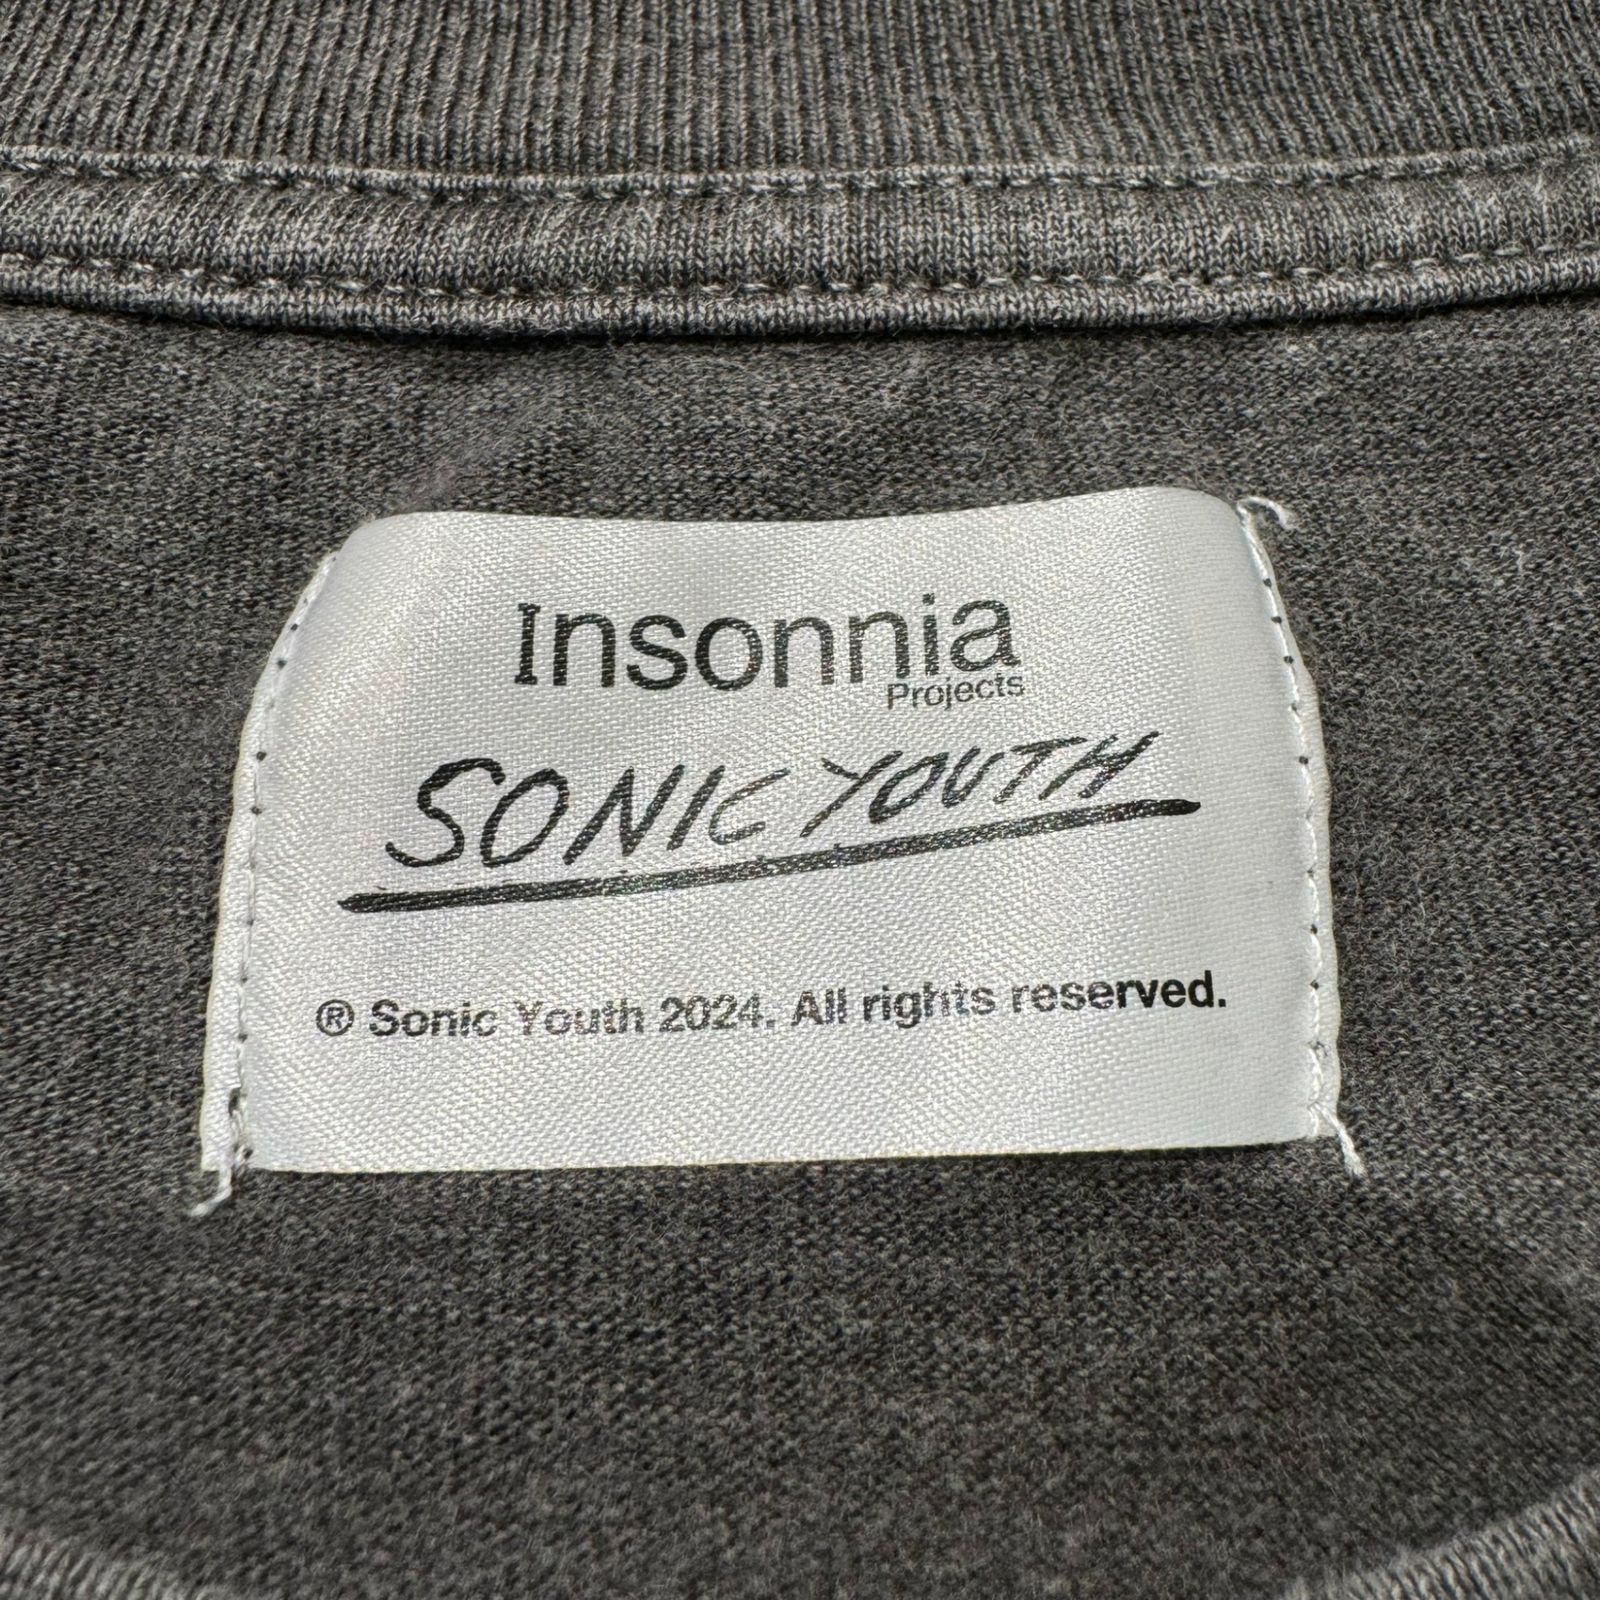 Insonnia
Projects
SONIC YOUTH
® Sonic Youth 2024. All rights reserved.